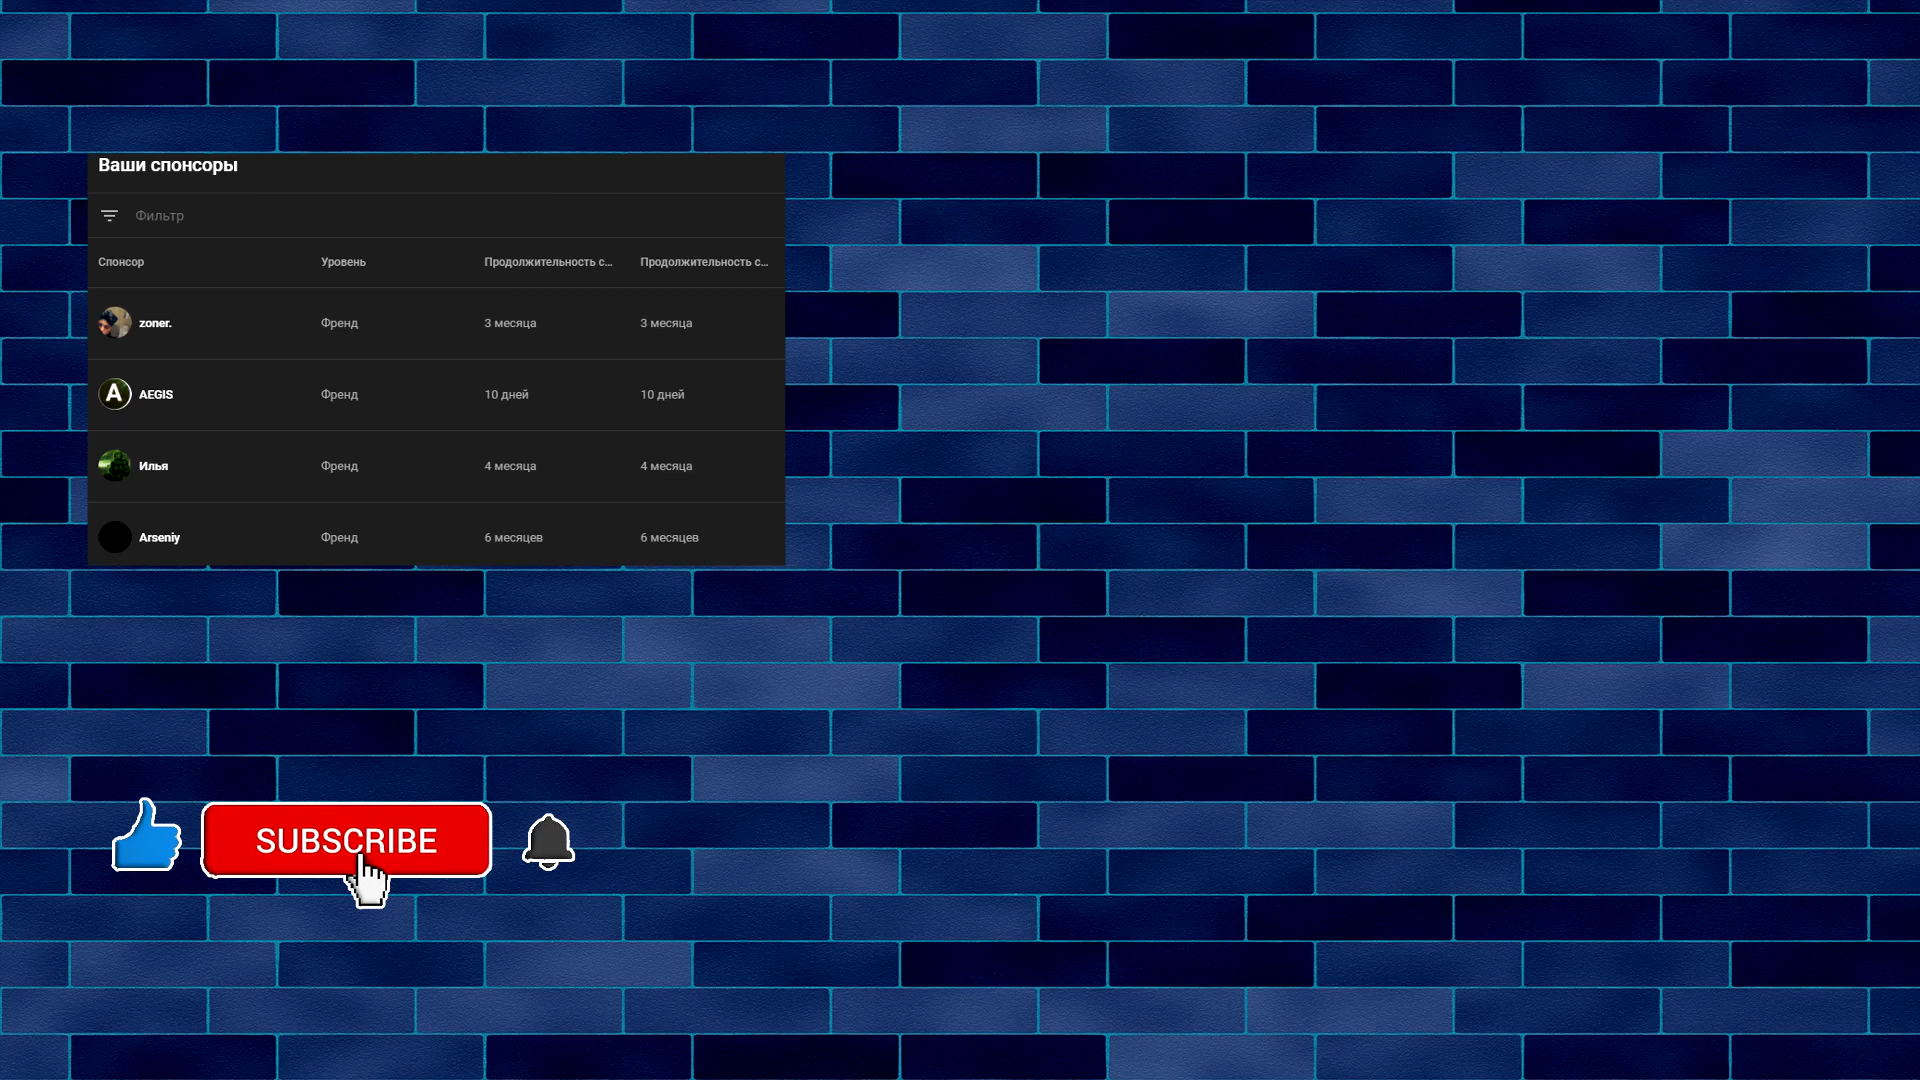 Ваши спонсоры
Фильтр
Спонсор Уровень Продолжительность с... Продолжительность с...
zoner. Френд 3 месяца 3 месяца
A AEGIS Френд 10 дней 10 дней
Илья Френд 4 месяца 4 месяца
Arseniy Френд 6 месяцев 6 месяцев
SUBSCRIBE